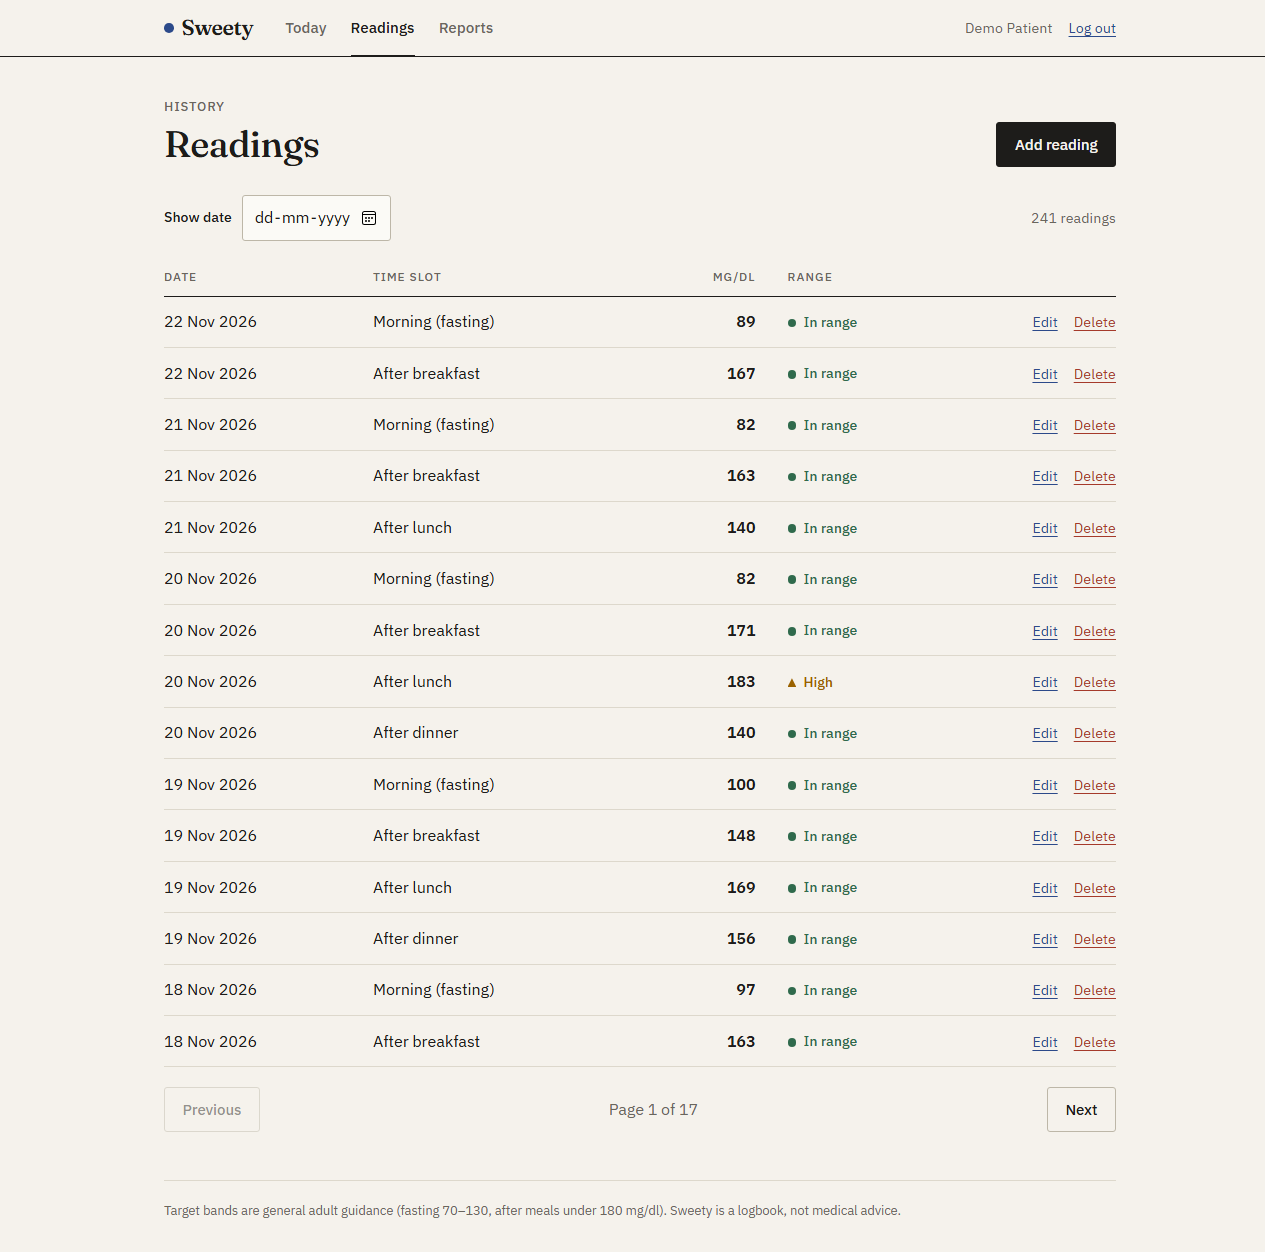 Sweety Today Readings Reports Demo Patient Log out
HISTORY
Readings
Add reading
Show date dd-mm-yyyy 241 readings
DATE TIME SLOT MG/DL RANGE
22 Nov 2026 Morning (fasting) 89 In range Edit Delete
22 Nov 2026 After breakfast 167 In range Edit Delete
21 Nov 2026 Morning (fasting) 82 In range Edit Delete
21 Nov 2026 After breakfast 163 In range Edit Delete
21 Nov 2026 After lunch 140 In range Edit Delete
20 Nov 2026 Morning (fasting) 82 In range Edit Delete
20 Nov 2026 After breakfast 171 In range Edit Delete
20 Nov 2026 After lunch 183 ▲ High Edit Delete
20 Nov 2026 After dinner 140 In range Edit Delete
19 Nov 2026 Morning (fasting) 100 In range Edit Delete
19 Nov 2026 After breakfast 148 In range Edit Delete
19 Nov 2026 After lunch 169 In range Edit Delete
19 Nov 2026 After dinner 156 In range Edit Delete
18 Nov 2026 Morning (fasting) 97 In range Edit Delete
18 Nov 2026 After breakfast 163 In range Edit Delete
Previous Page 1 of 17 Next
Target bands are general adult guidance (fasting 70–130, after meals under 180 mg/dl). Sweety is a logbook, not medical advice.